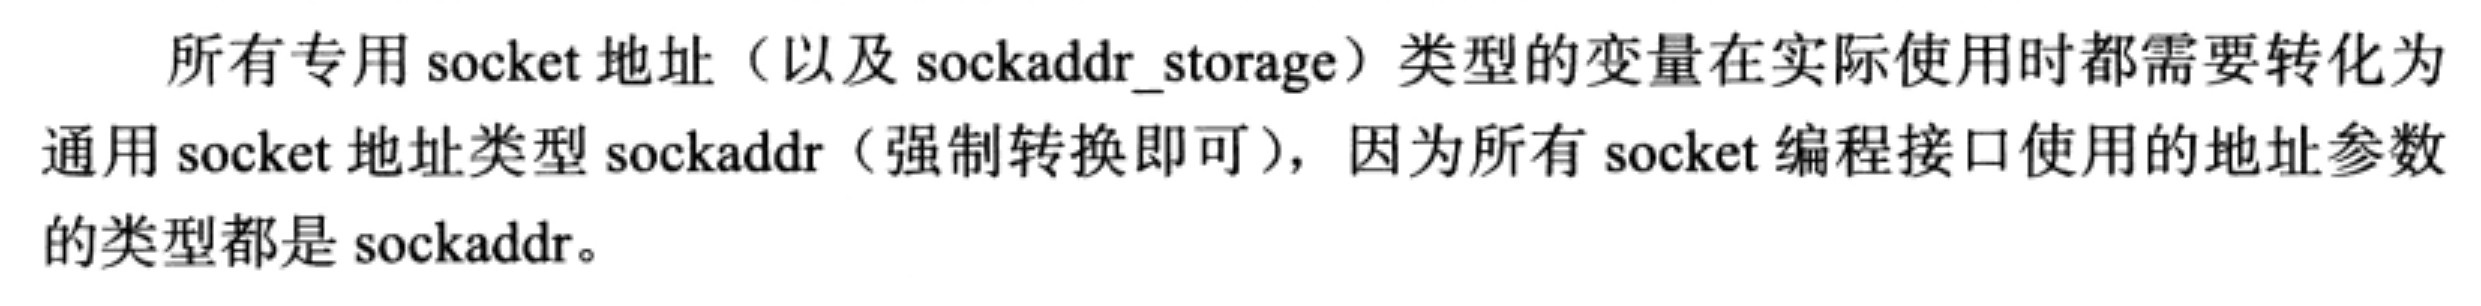 所有专用 socket 地址（以及 sockaddr_storage）类型的变量在实际使用时都需要转化为
通用 socket 地址类型 sockaddr（强制转换即可），因为所有 socket 编程接口使用的地址参数
的类型都是 sockaddr。